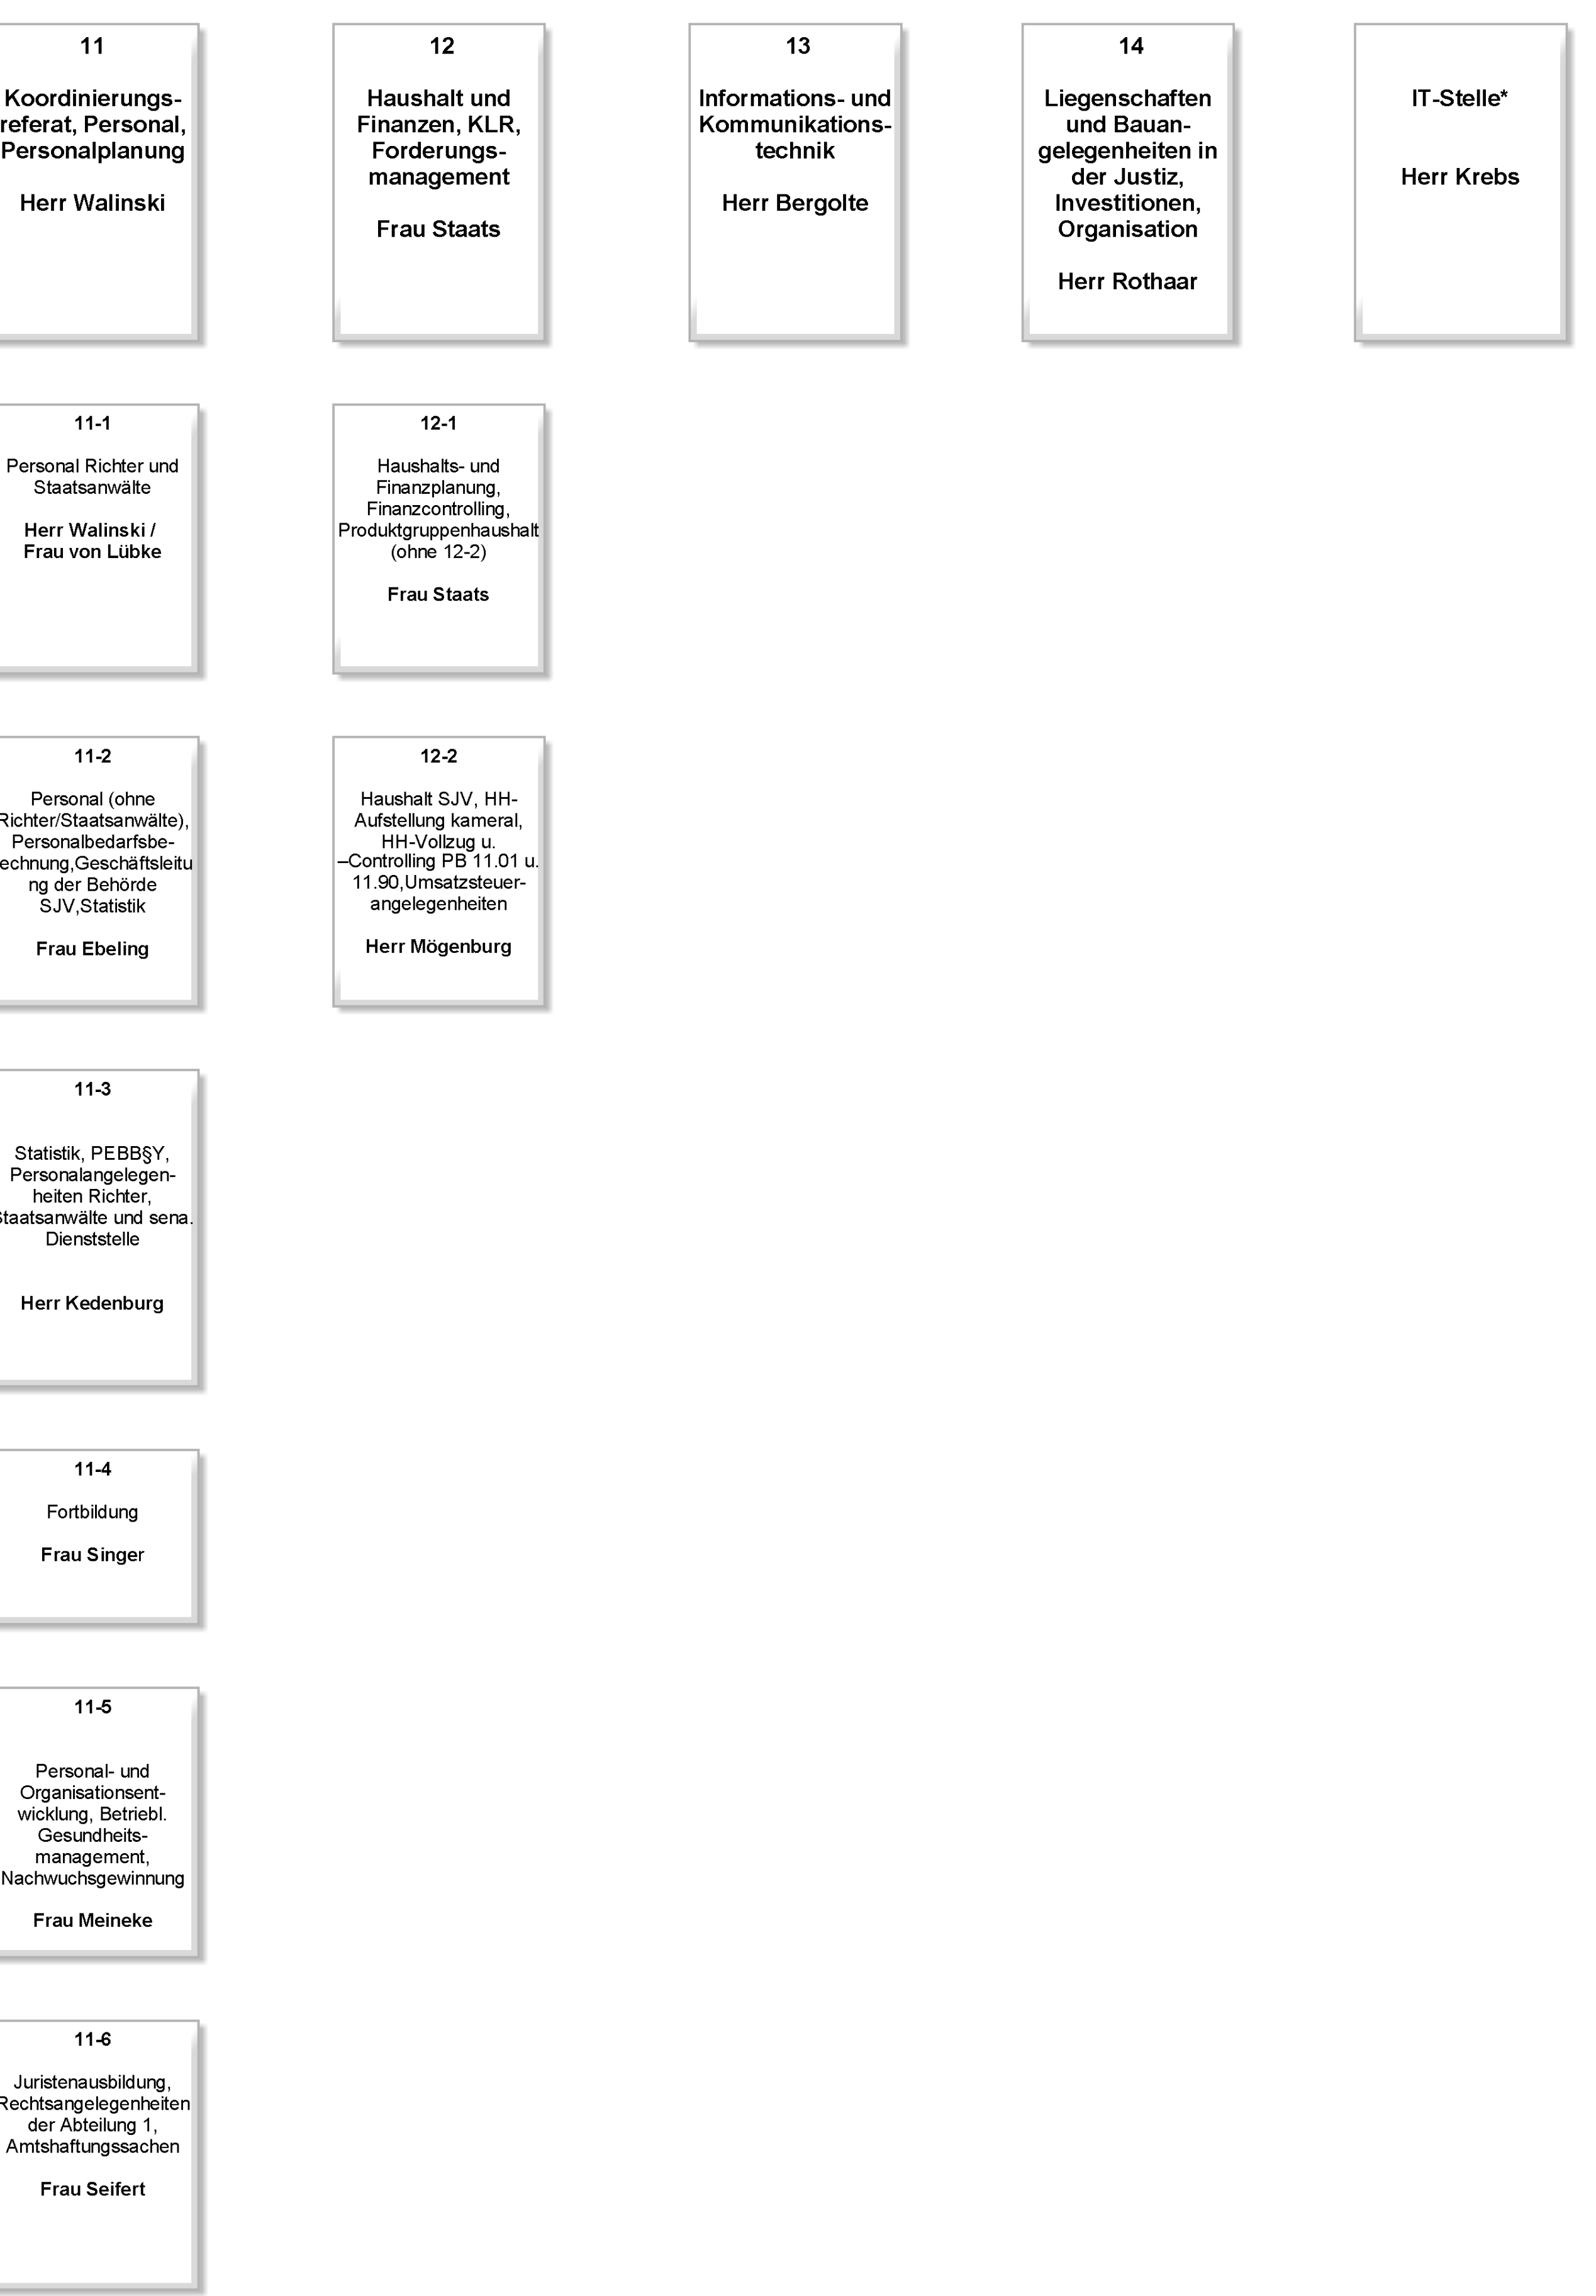 11
Koordinierungs-
referat, Personal,
Personalplanung
Herr Walinski
12
Haushalt und
Finanzen, KLR,
Forderungs-
management
Frau Staats
13
Informations- und
Kommunikations-
technik
Herr Bergolte
14
Liegenschaften
und Bauan-
gelegenheiten in
der Justiz,
Investitionen,
Organisation
Herr Rothaar
IT-Stelle*
Herr Krebs
11-1
Personal Richter und
Staatsanwälte
Herr Walinski /
Frau von Lübke
12-1
Haushalts- und
Finanzplanung,
Finanzcontrolling,
Produktgruppenhaushalt
(ohne 12-2)
Frau Staats
11-2
Personal (ohne
Richter/Staatsanwälte),
Personalbedarfsbe-
echnung,Geschäftsleitu
ng der Behörde
SJV,Statistik
Frau Ebeling
12-2
Haushalt SJV, HH-
Aufstellung kameral,
HH-Vollzug u.
–Controlling PB 11.01 u.
11.90,Umsatzsteuer-
angelegenheiten
Herr Mögenburg
11-3
Statistik, PEBB§Y,
Personalangelegen-
heiten Richter,
Staatsanwälte und sena.
Dienststelle
Herr Kedenburg
11-4
Fortbildung
Frau Singer
11-5
Personal- und
Organisationsent-
wicklung, Betriebl.
Gesundheits-
management,
Nachwuchsgewinnung
Frau Meineke
11-6
Juristenausbildung,
Rechtsangelegenheiten
der Abteilung 1,
Amtshaftungssachen
Frau Seifert